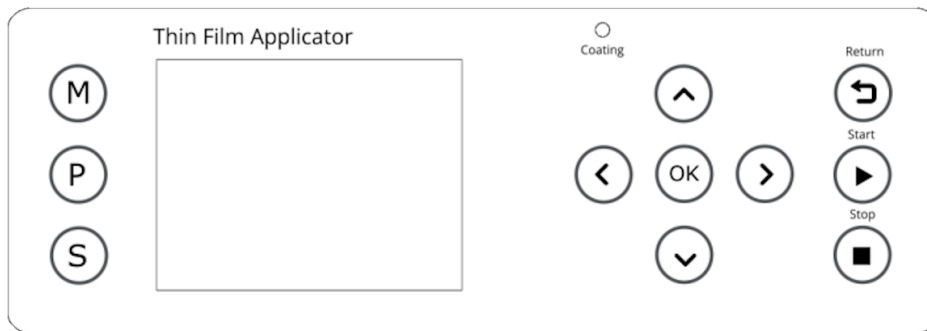 Thin Film Applicator
Coating
Return
M
Start
P
OK
Stop
S